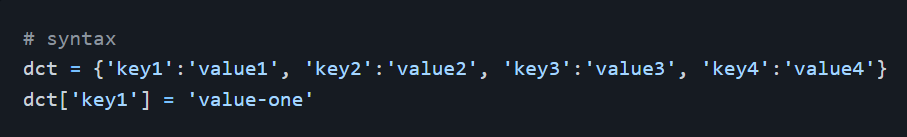 # syntax
dct = {'key1':'value1', 'key2':'value2', 'key3':'value3', 'key4':'value4'}
dct['key1'] = 'value-one'